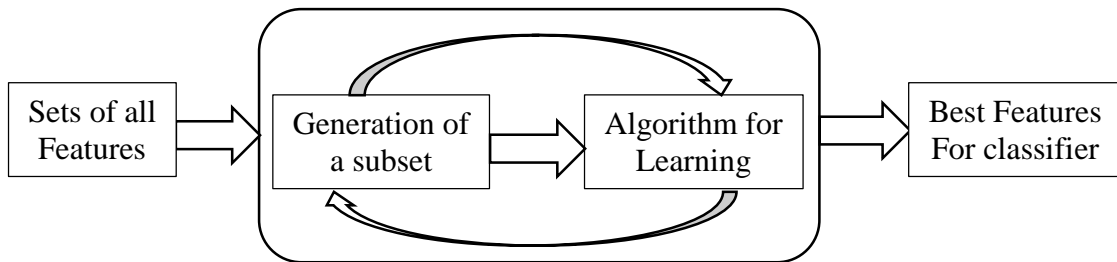 Sets of all
Features
Generation of
a subset
Algorithm for
Learning
Best Features
For classifier